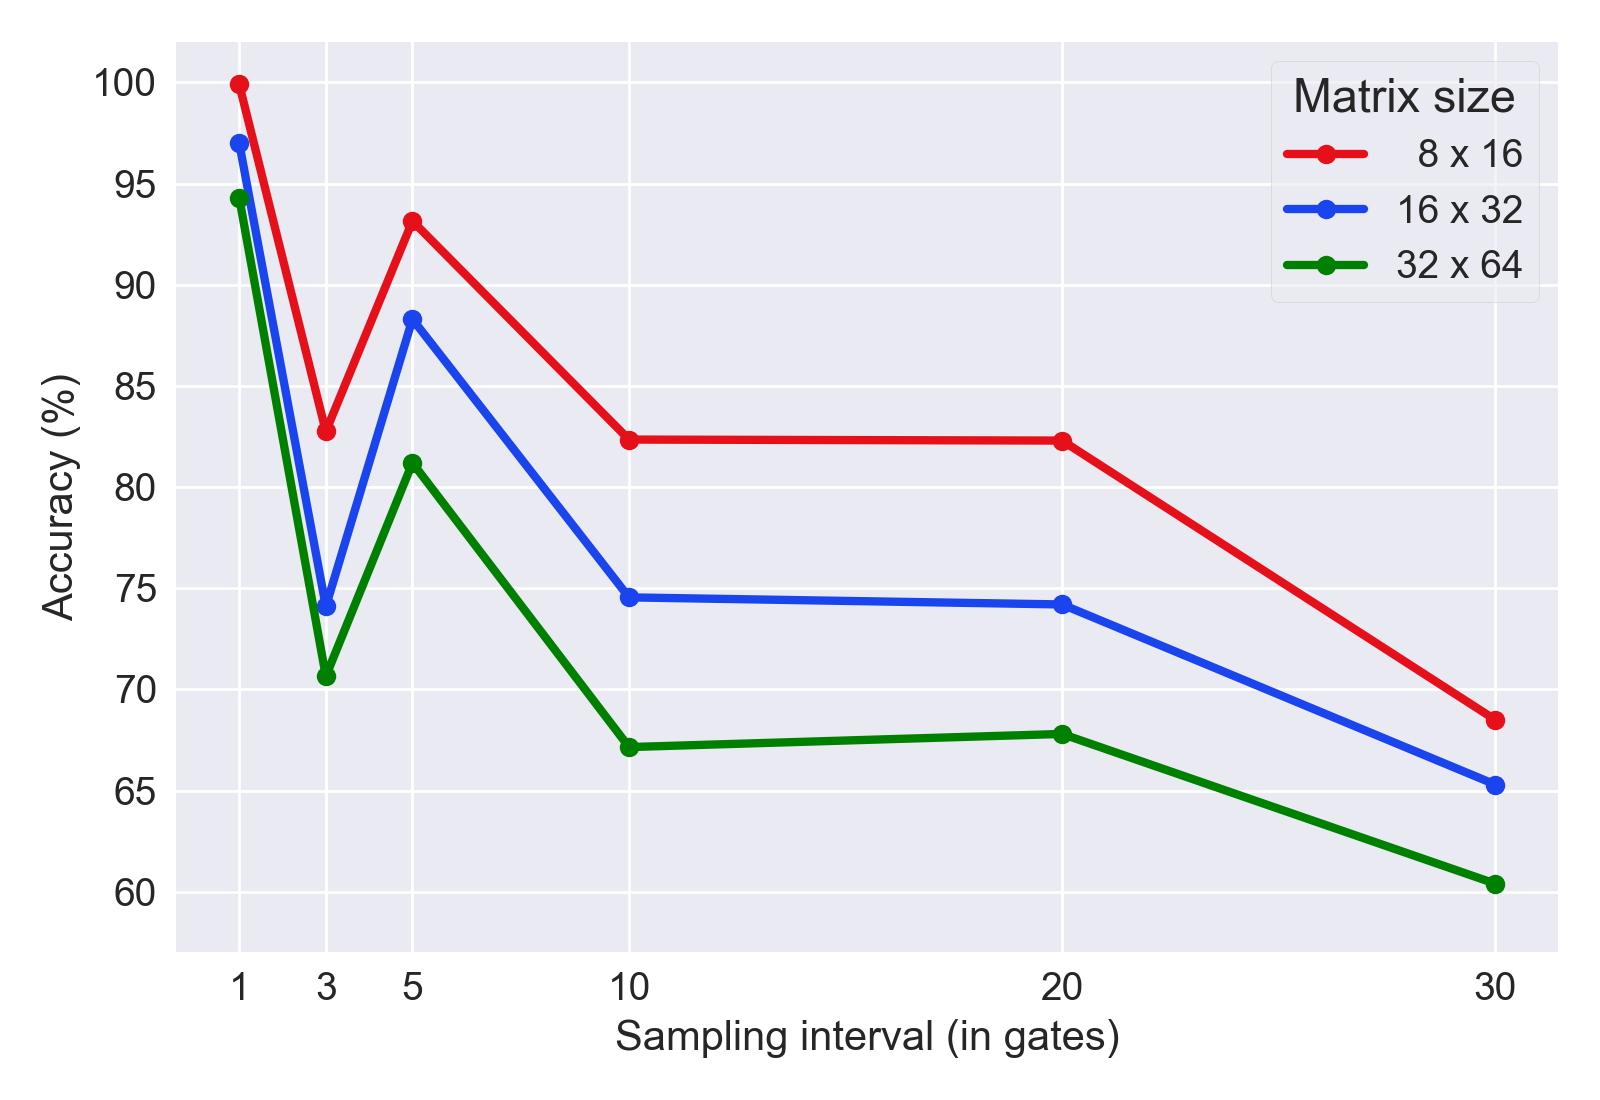 Matrix size
8 x 16
16 x 32
32 x 64
100
95
90
85
80
75
70
65
60
Accuracy (%)
1 3 5 10 20 30
Sampling interval (in gates)